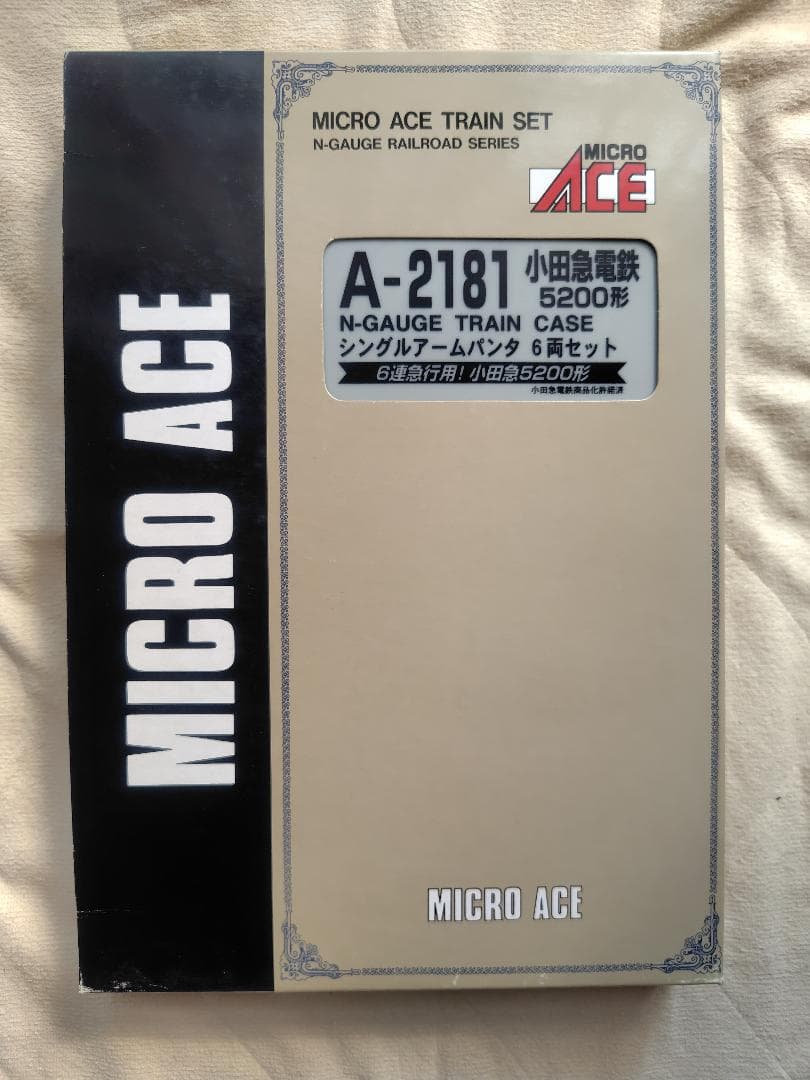 MICRO ACE
MICRO ACE TRAIN SET
N-GAUGE RAILROAD SERIES
MICRO
ACE
A-2181 小田急電鉄
5200形
N-GAUGE TRAIN CASE
シングルアームパンタ 6両セット
6連急行用! 小田急5200形
小田急電鉄商品化許諾済
MICRO ACE